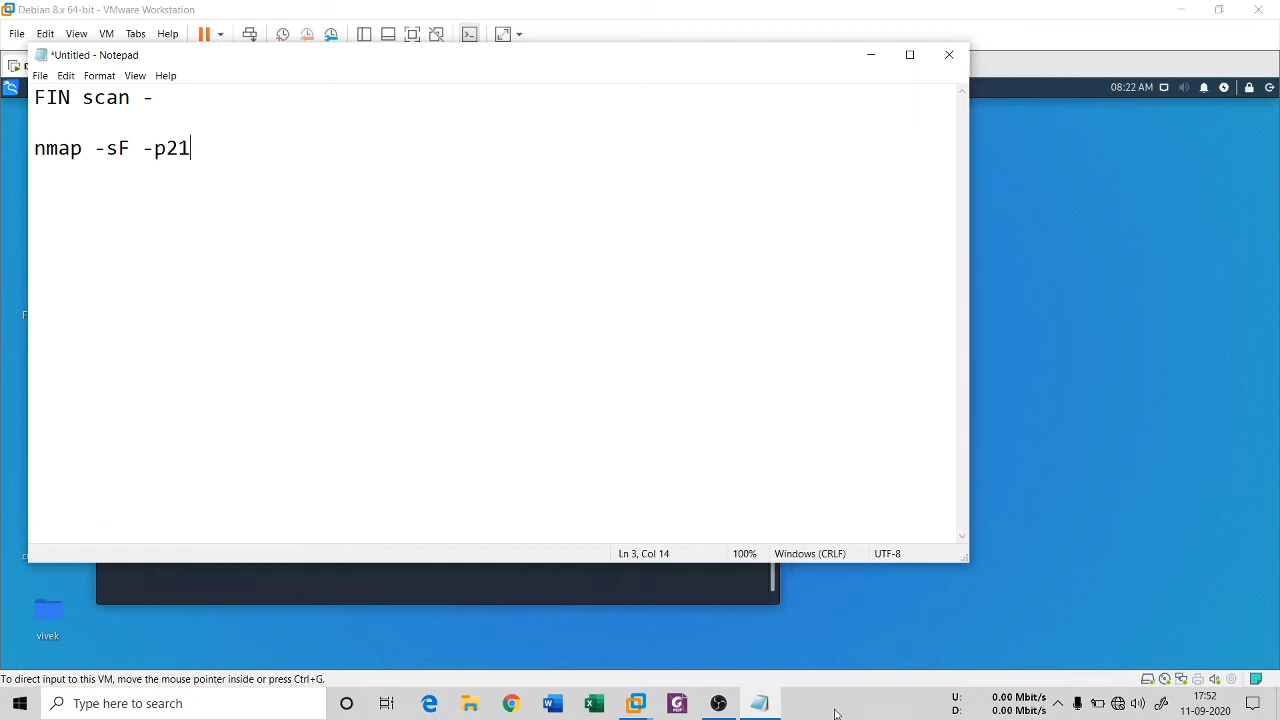 Debian 8.x 64-bit - VMware Workstation
File Edit View VM Tabs Help
*Untitled - Notepad
File Edit Format View Help
08:22 AM
FIN scan -
nmap -sF -p21
Ln 3, Col 14 100% Windows (CRLF) UTF-8
vivek
To direct input to this VM, move the mouse pointer inside or press Ctrl+G.
Type here to search
U: 0.00 Mbit/s
D: 0.00 Mbit/s
17:52
11-09-2020